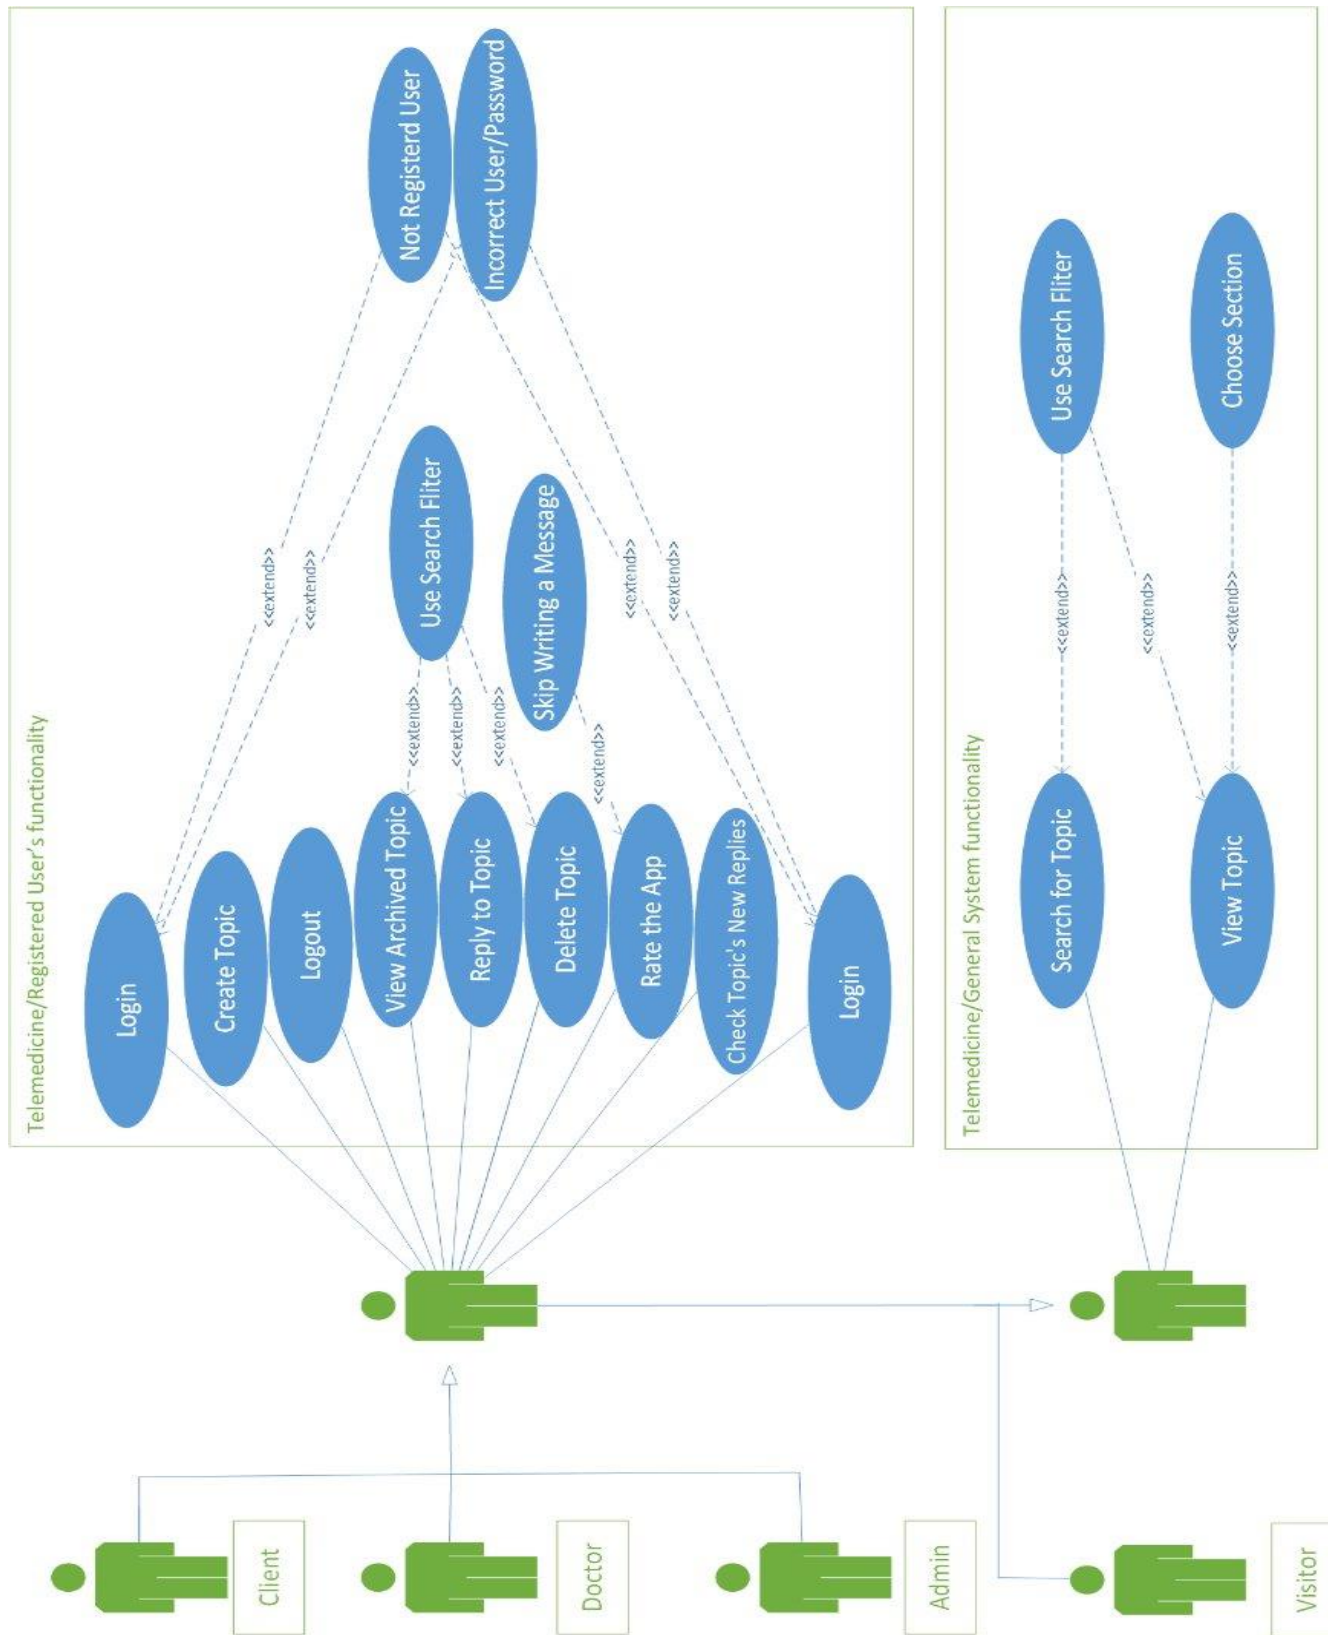 Telemedicine/Registered User's functionality
Login
Create Topic
Logout
View Archived Topic
Reply to Topic
Delete Topic
Rate the App
Check Topic's New Replies
Login
<<extend>>
<<extend>>
<<extend>>
<<extend>>
<<extend>>
<<extend>>
<<extend>>
<<extend>>
Use Search Fliter
Skip Writing a Message
Not Registerd User
Incorrect User/Password
Telemedicine/General System functionality
Search for Topic
View Topic
<<extend>>
<<extend>>
<<extend>>
Use Search Fliter
Choose Section
Client
Doctor
Admin
Visitor